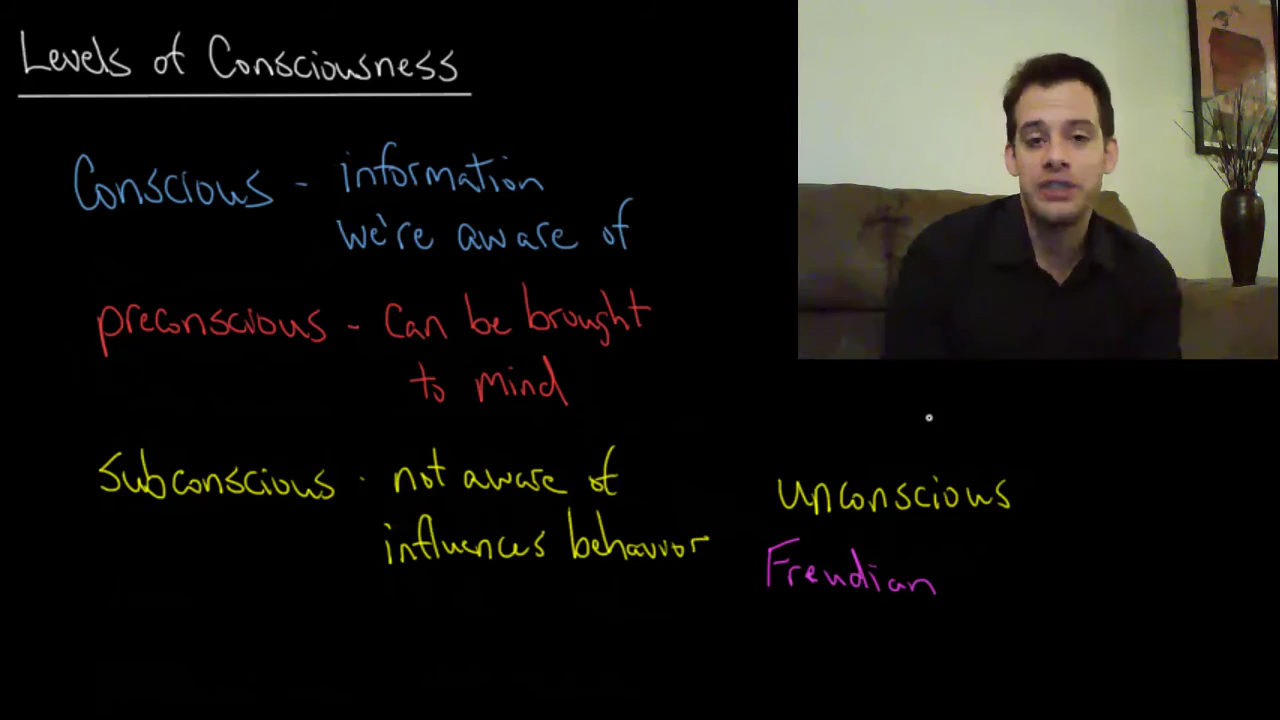 Levels of Consciousness
Conscious - information
we're aware of
preconscious - can be brought
to mind
subconscious - not aware of
influences behavior
unconscious
Freudian